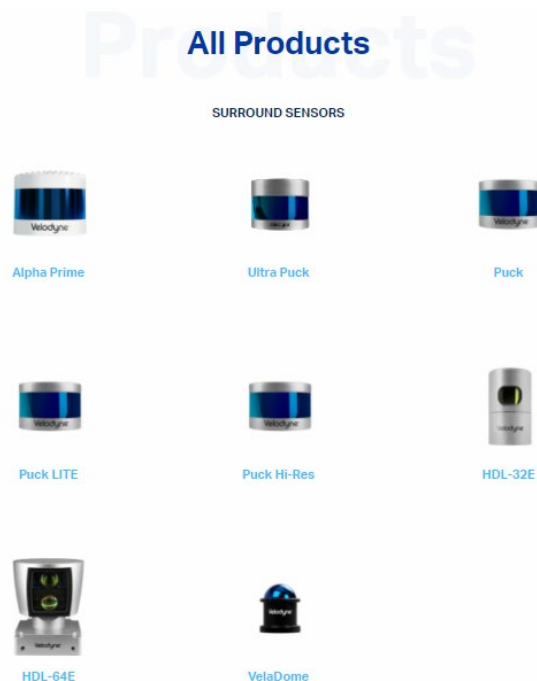 Products
All Products
SURROUND SENSORS
Velodyne
Velodyne
Velodyne
Alpha Prime
Ultra Puck
Puck
Velodyne
Velodyne
Velodyne
Puck LITE
Puck Hi-Res
HDL-32E
Velodyne
Velodyne
HDL-64E
VelaDome